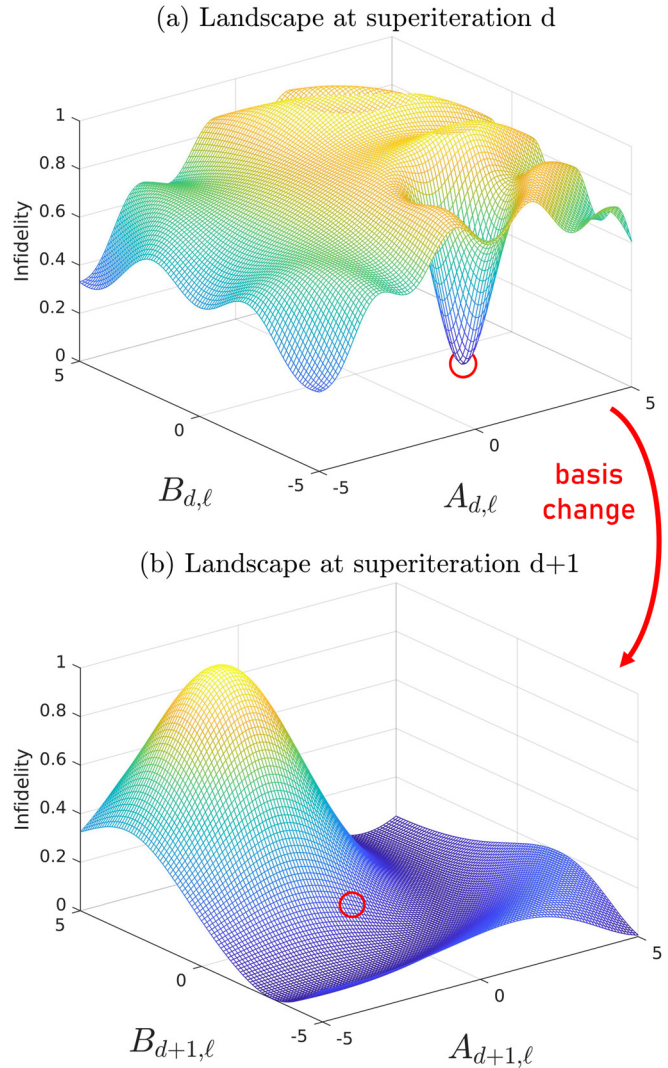 (a) Landscape at superiteration d
1
0.8
0.6
0.4
0.2
0
Infidelity
5
0
-5
-5
0
5
B_{d,ℓ}
A_{d,ℓ}
basis
change
(b) Landscape at superiteration d+1
1
0.8
0.6
0.4
0.2
0
Infidelity
5
0
-5
-5
0
5
B_{d+1,ℓ}
A_{d+1,ℓ}